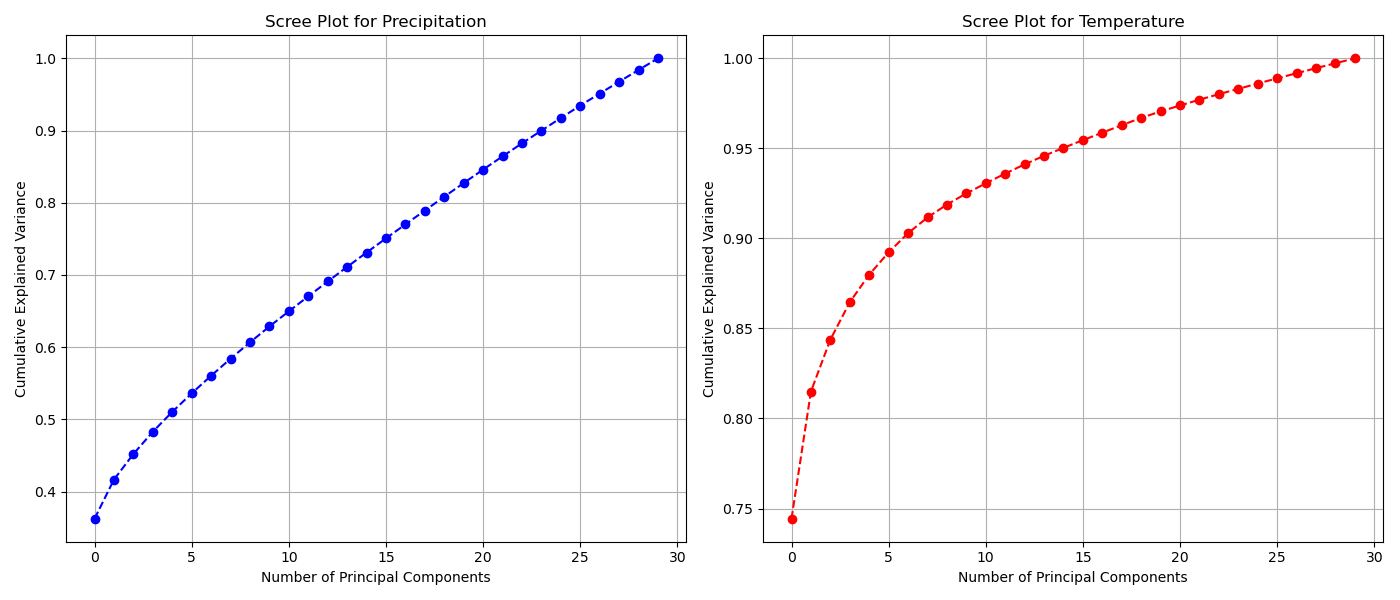 Scree Plot for Precipitation
1.0
0.9
0.8
0.7
0.6
0.5
0.4
Cumulative Explained Variance
0 5 10 15 20 25 30
Number of Principal Components
Scree Plot for Temperature
1.00
0.95
0.90
0.85
0.80
0.75
Cumulative Explained Variance
0 5 10 15 20 25 30
Number of Principal Components